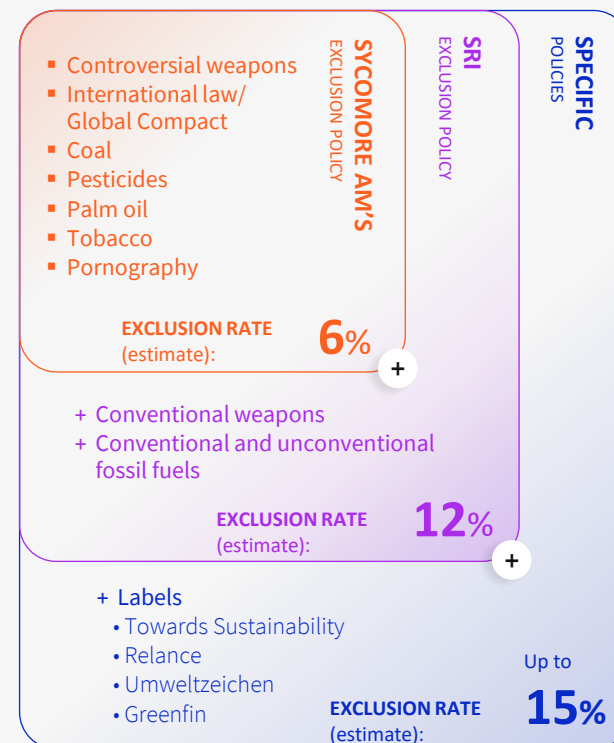 ▪ Controversial weapons
▪ International law/
Global Compact
▪ Coal
▪ Pesticides
▪ Palm oil
▪ Tobacco
▪ Pornography
SYCOMORE AM'S
EXCLUSION POLICY
SRI
EXCLUSION POLICY
SPECIFIC
POLICIES
EXCLUSION RATE
(estimate):
6%
+
+ Conventional weapons
+ Conventional and unconventional
fossil fuels
EXCLUSION RATE
(estimate):
12%
+
+ Labels
• Towards Sustainability
• Relance
• Umweltzeichen
• Greenfin
EXCLUSION RATE
(estimate):
Up to
15%